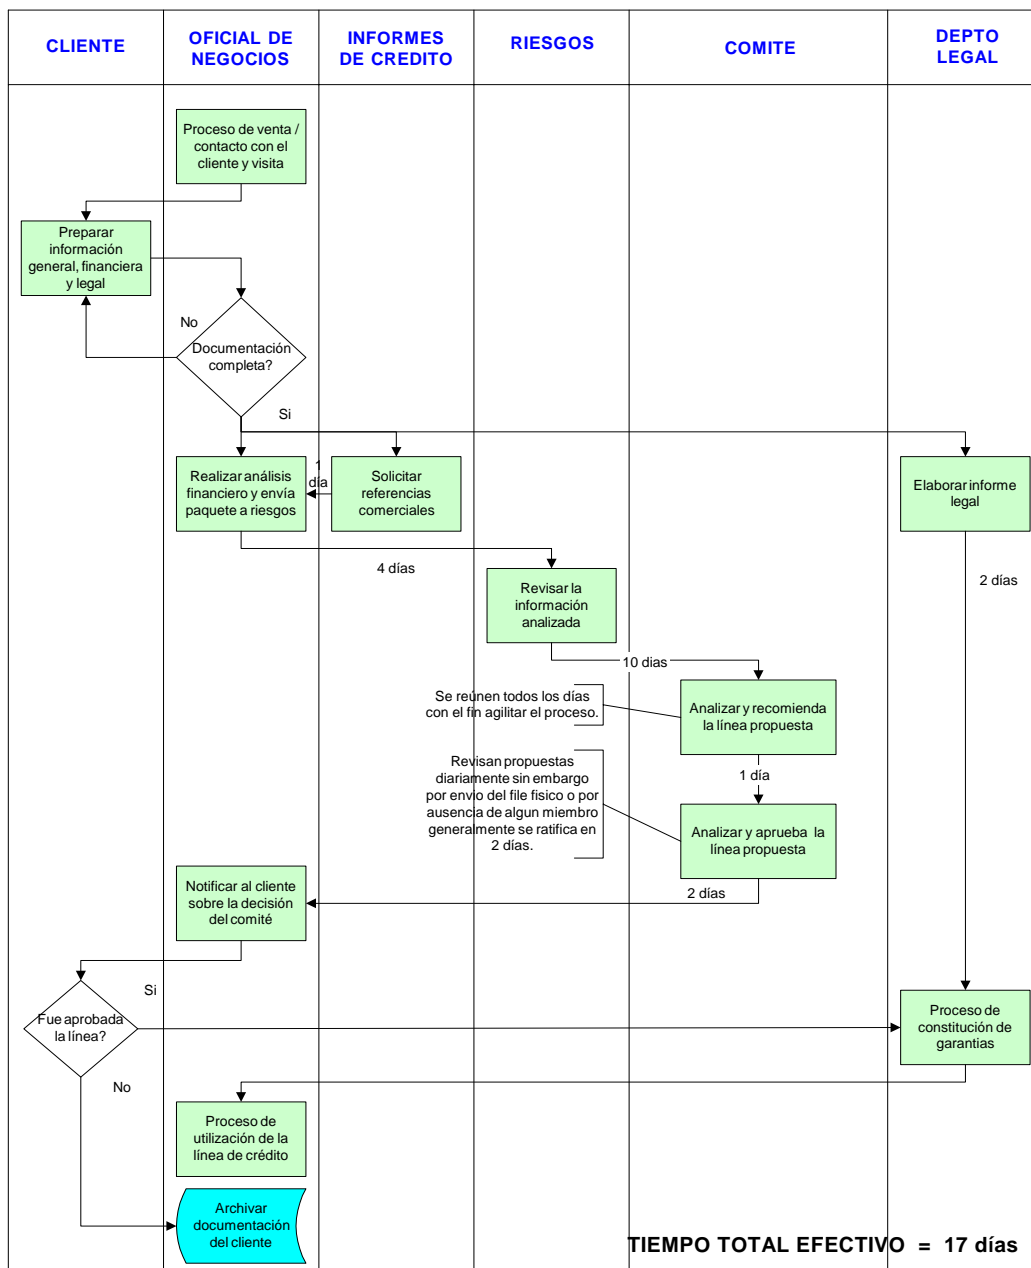 CLIENTE
OFICIAL DE
NEGOCIOS
INFORMES
DE CREDITO
RIESGOS
COMITE
DEPTO
LEGAL
Proceso de venta /
contacto con el
cliente y visita
Preparar
información
general, financiera
y legal
No
Documentación
completa?
Si
Realizar análisis
financiero y envía
paquete a riesgos
1
día
Solicitar
referencias
comerciales
Elaborar informe
legal
4 días
2 días
Revisar la
información
analizada
10 dias
Se reúnen todos los días
con el fin agilitar el proceso.
Analizar y recomienda
la línea propuesta
Revisan propuestas
diariamente sin embargo
por envio del file fisico o por
ausencia de algun miembro
generalmente se ratifica en
2 días.
1 día
Analizar y aprueba la
línea propuesta
Notificar al cliente
sobre la decisión
del comité
2 días
Si
Fue aprobada
la línea?
Proceso de
constitución de
garantias
No
Proceso de
utilización de la
línea de crédito
Archivar
documentación
del cliente
TIEMPO TOTAL EFECTIVO = 17 días